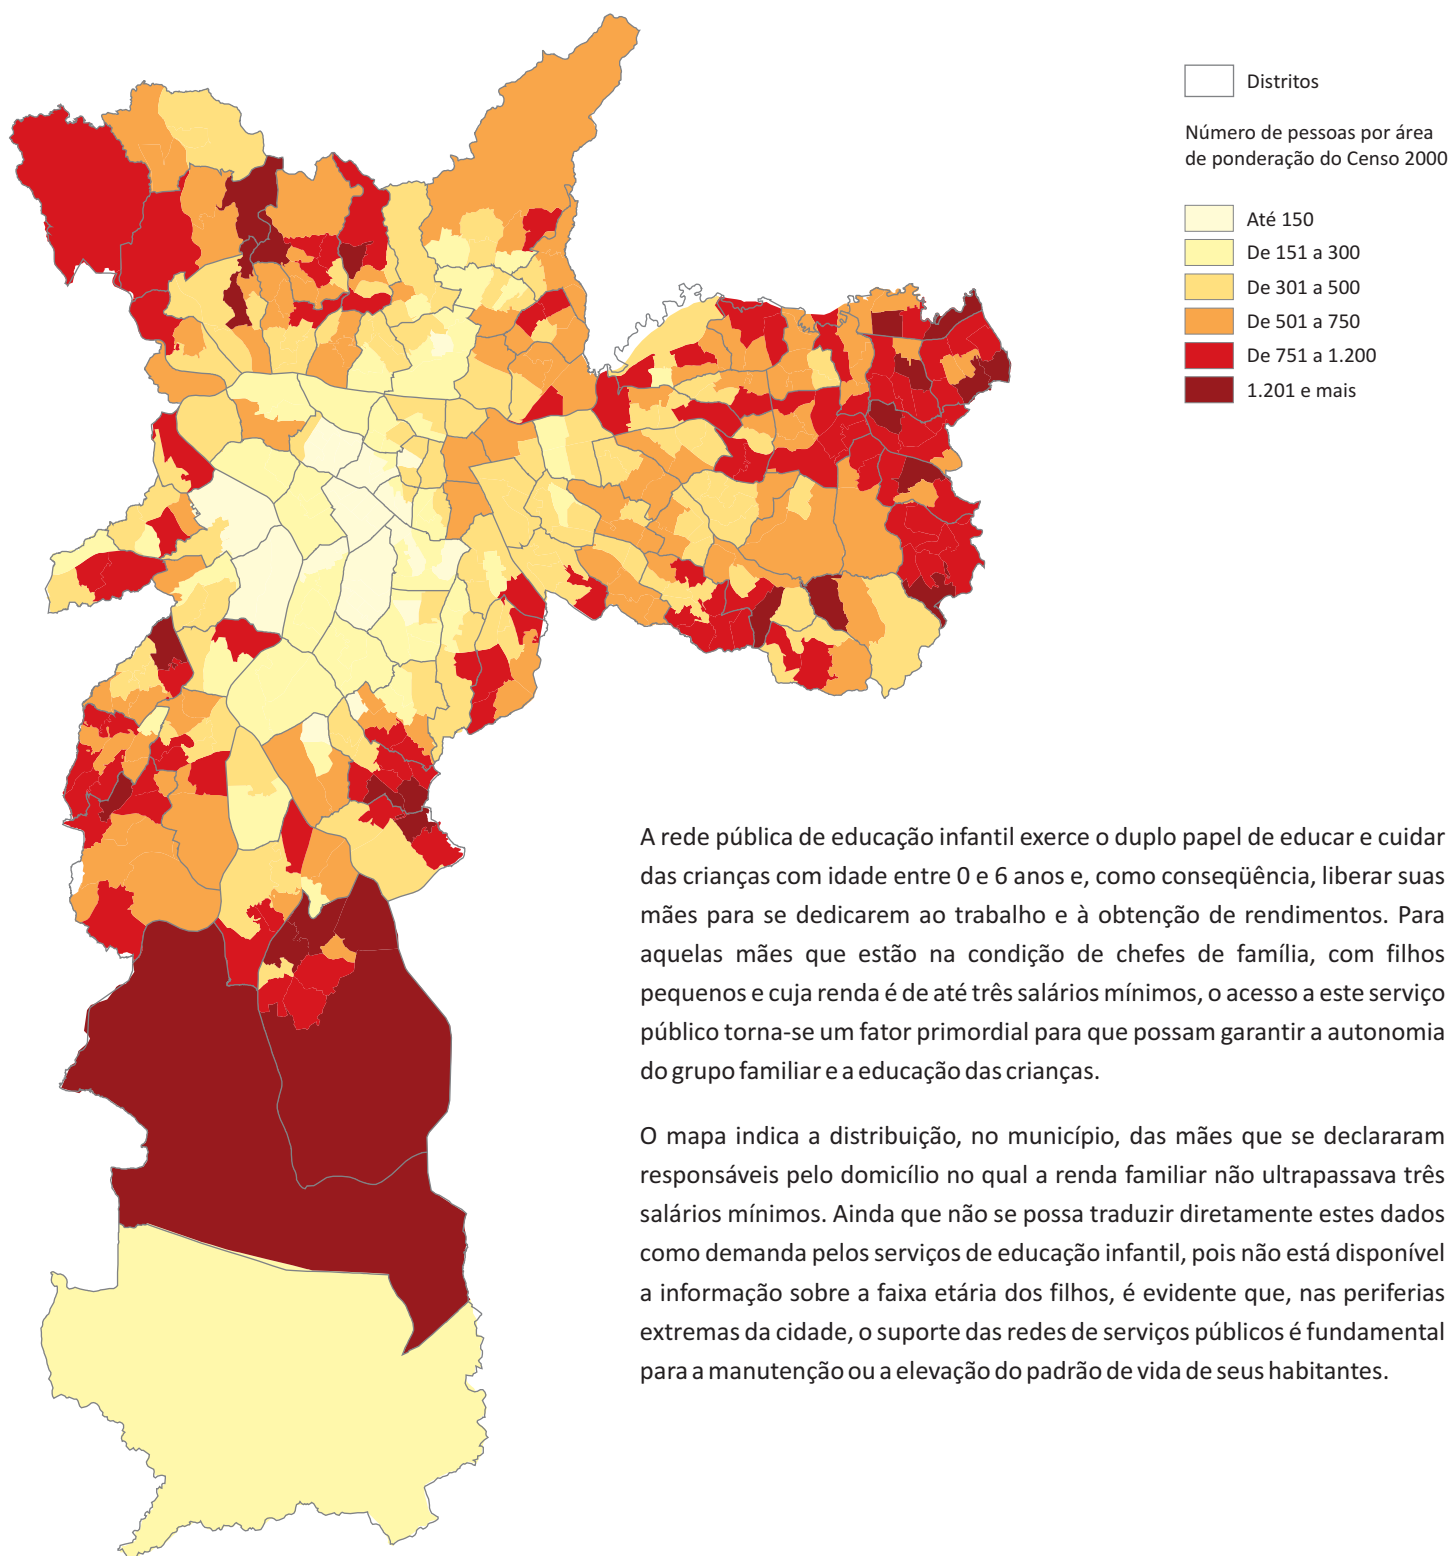 Distritos
Número de pessoas por área
de ponderação do Censo 2000
Até 150
De 151 a 300
De 301 a 500
De 501 a 750
De 751 a 1.200
1.201 e mais
A rede pública de educação infantil exerce o duplo papel de educar e cuidar
das crianças com idade entre 0 e 6 anos e, como conseqüência, liberar suas
mães para se dedicarem ao trabalho e à obtenção de rendimentos. Para
aquelas mães que estão na condição de chefes de família, com filhos
pequenos e cuja renda é de até três salários mínimos, o acesso a este serviço
público torna-se um fator primordial para que possam garantir a autonomia
do grupo familiar e a educação das crianças.
O mapa indica a distribuição, no município, das mães que se declararam
responsáveis pelo domicílio no qual a renda familiar não ultrapassava três
salários mínimos. Ainda que não se possa traduzir diretamente estes dados
como demanda pelos serviços de educação infantil, pois não está disponível
a informação sobre a faixa etária dos filhos, é evidente que, nas periferias
extremas da cidade, o suporte das redes de serviços públicos é fundamental
para a manutenção ou a elevação do padrão de vida de seus habitantes.